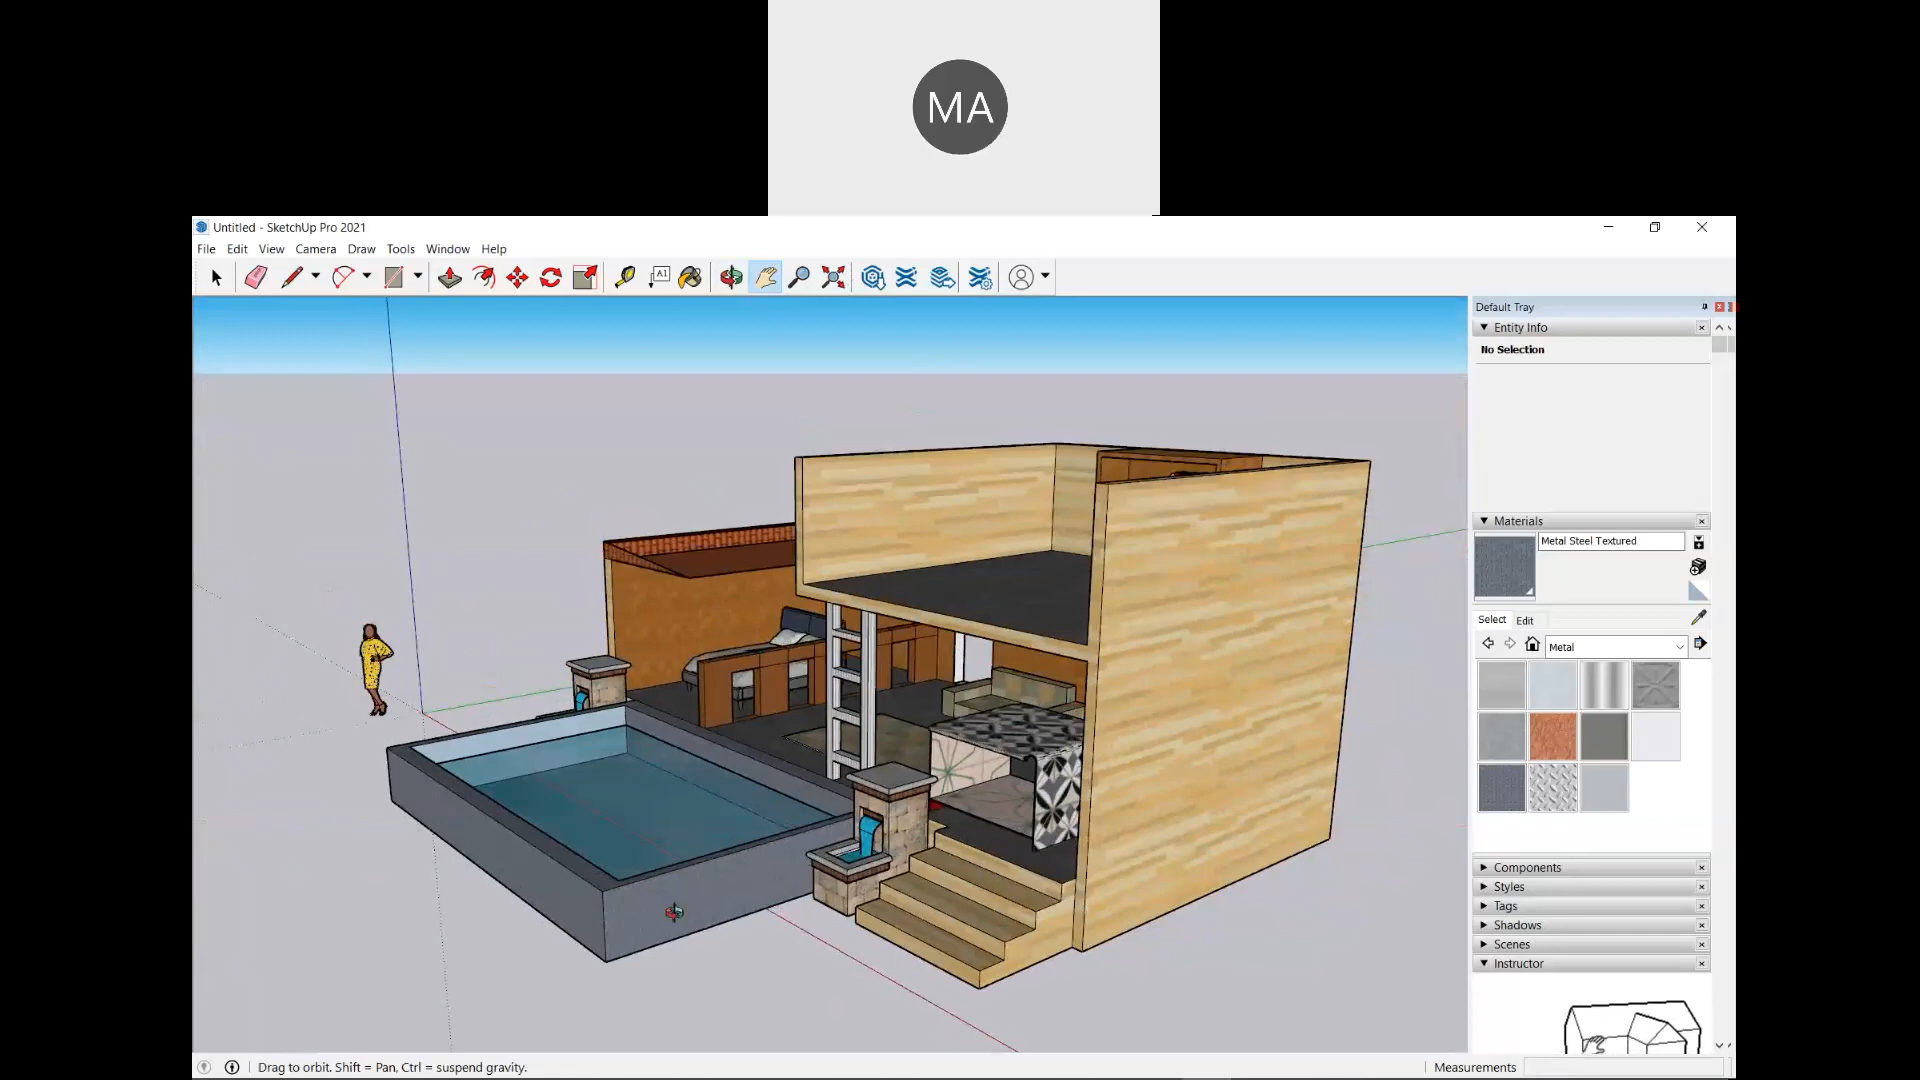 MA
Untitled - SketchUp Pro 2021
File Edit View Camera Draw Tools Window Help
A1
Default Tray
Entity Info
No Selection
Materials
Metal Steel Textured
Select Edit
Metal
Components
Styles
Tags
Shadows
Scenes
Instructor
Drag to orbit. Shift = Pan, Ctrl = suspend gravity.
Measurements